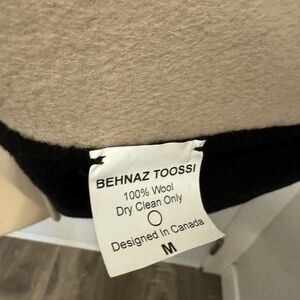 BEHNAZ TOOSSI
100% Wool
Dry Clean Only
Designed In Canada
M